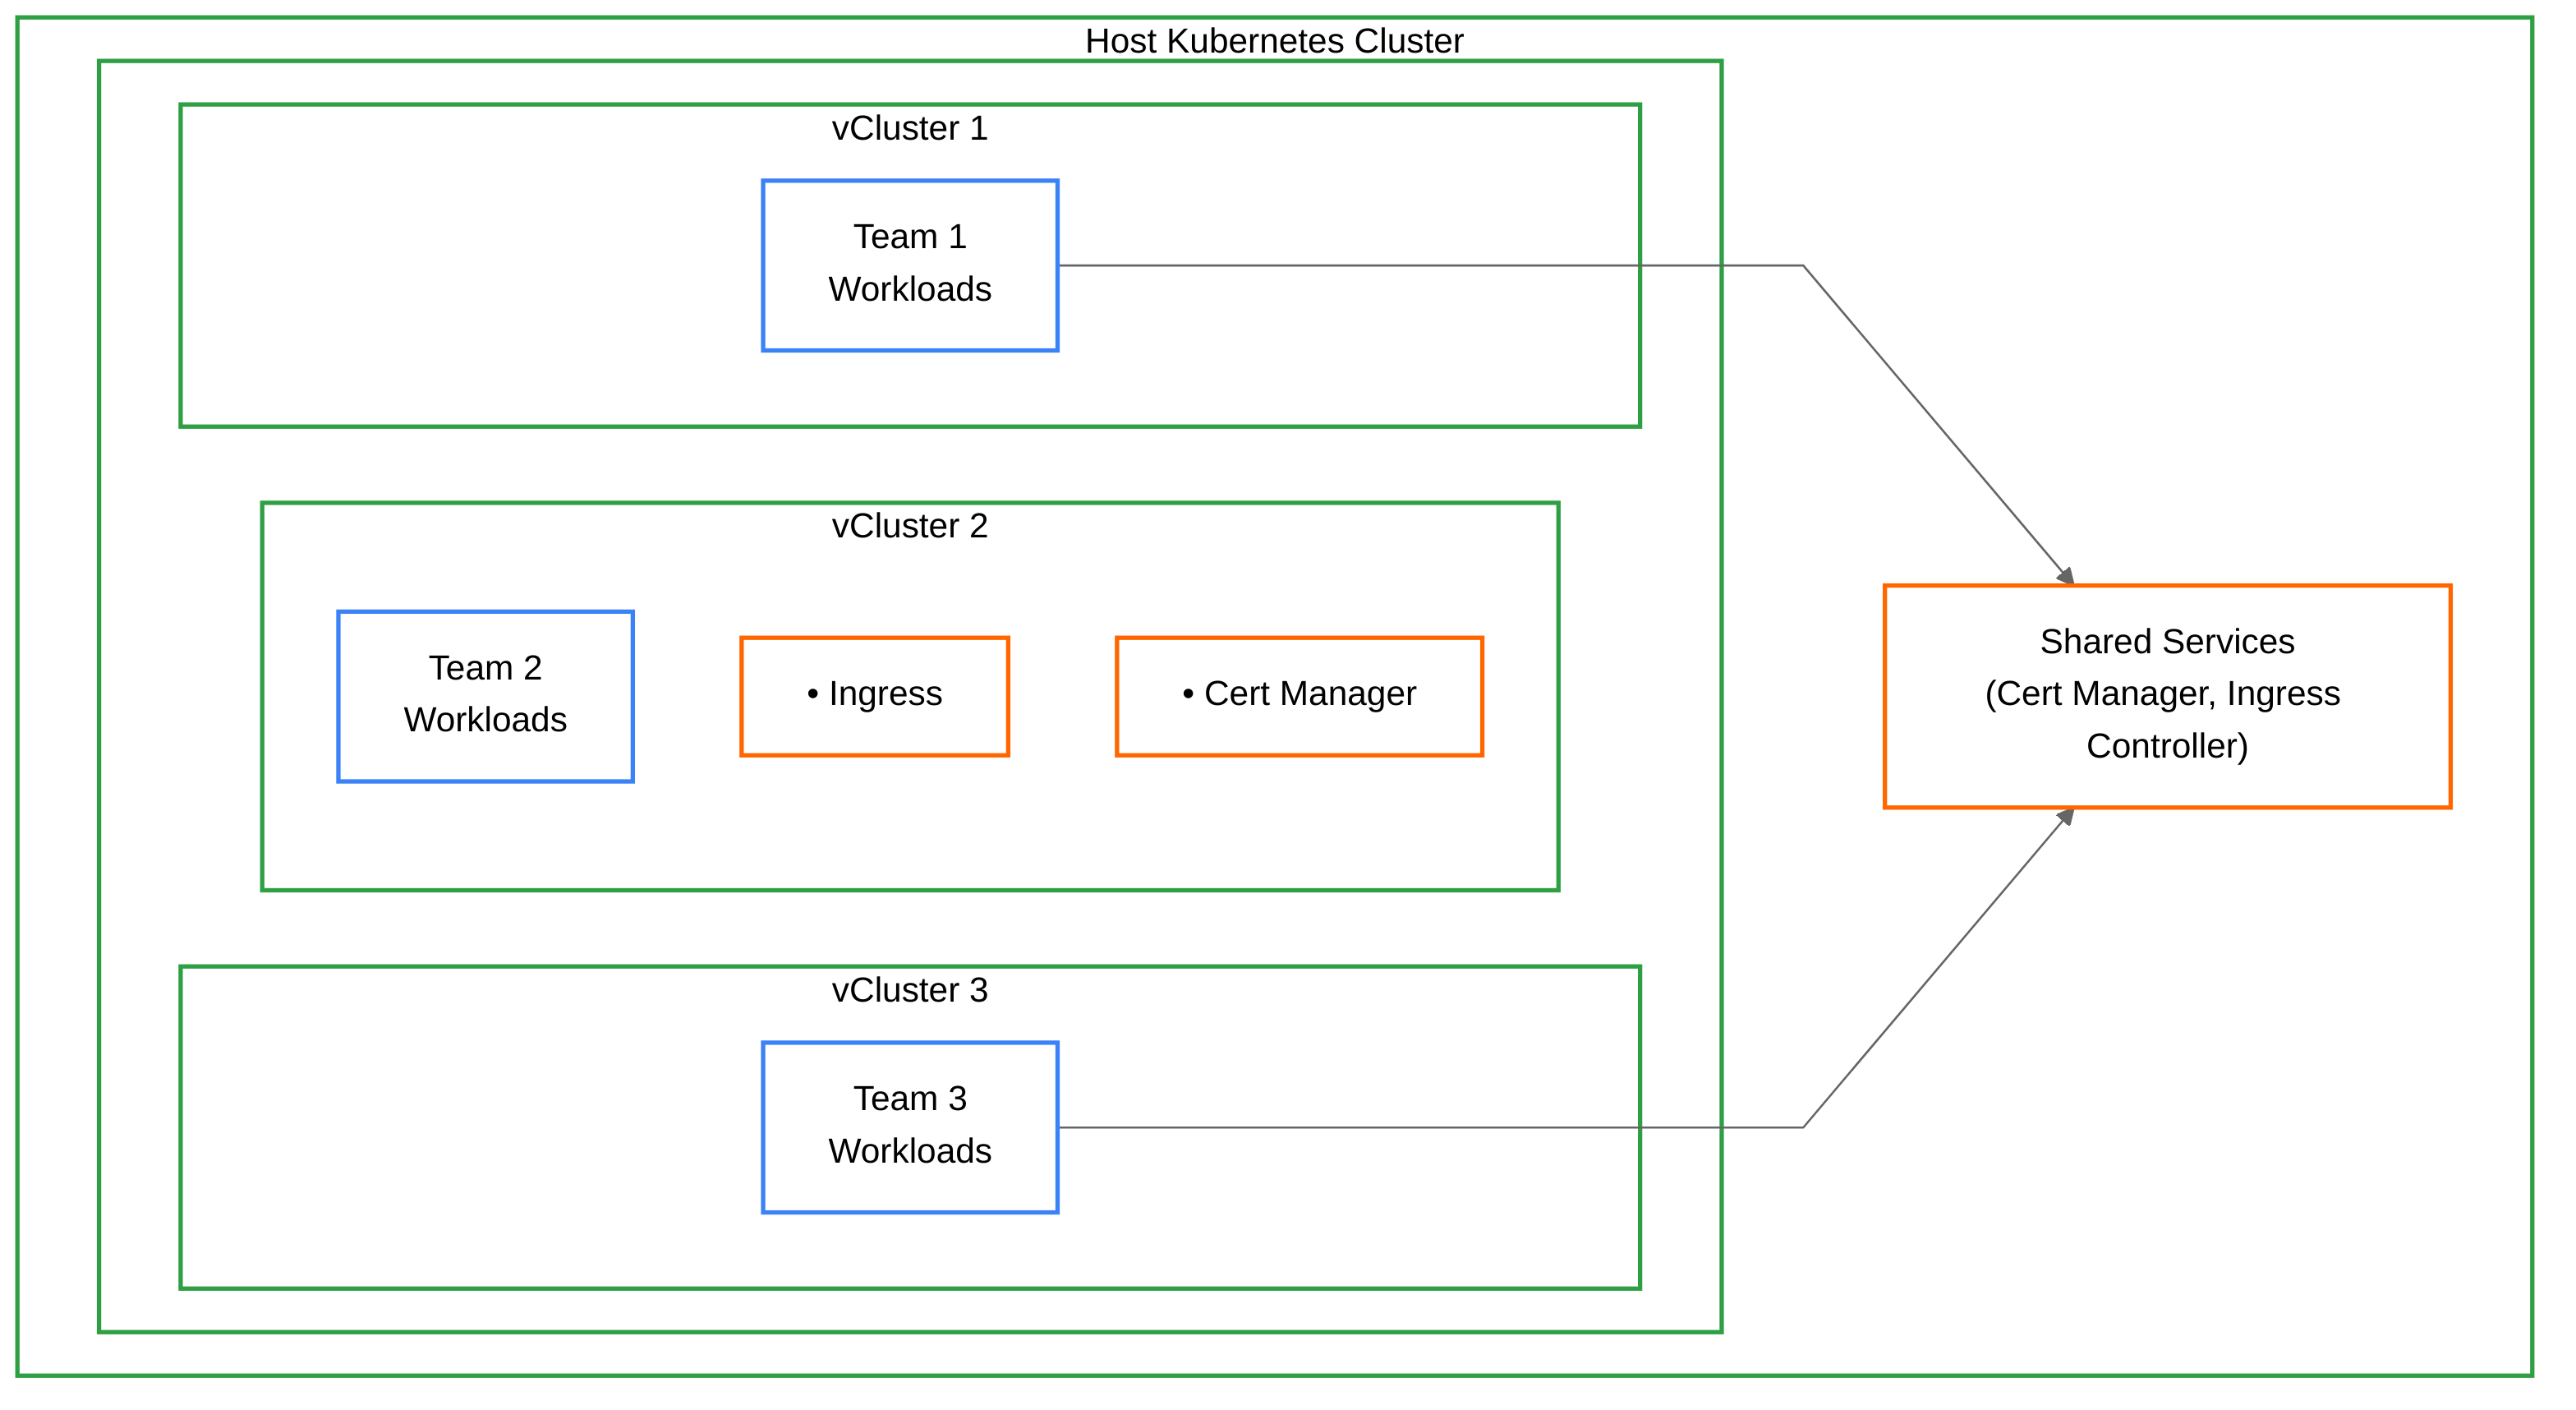 Host Kubernetes Cluster
vCluster 1
Team 1
Workloads
vCluster 2
Team 2
Workloads
• Ingress
• Cert Manager
Shared Services
(Cert Manager, Ingress
Controller)
vCluster 3
Team 3
Workloads